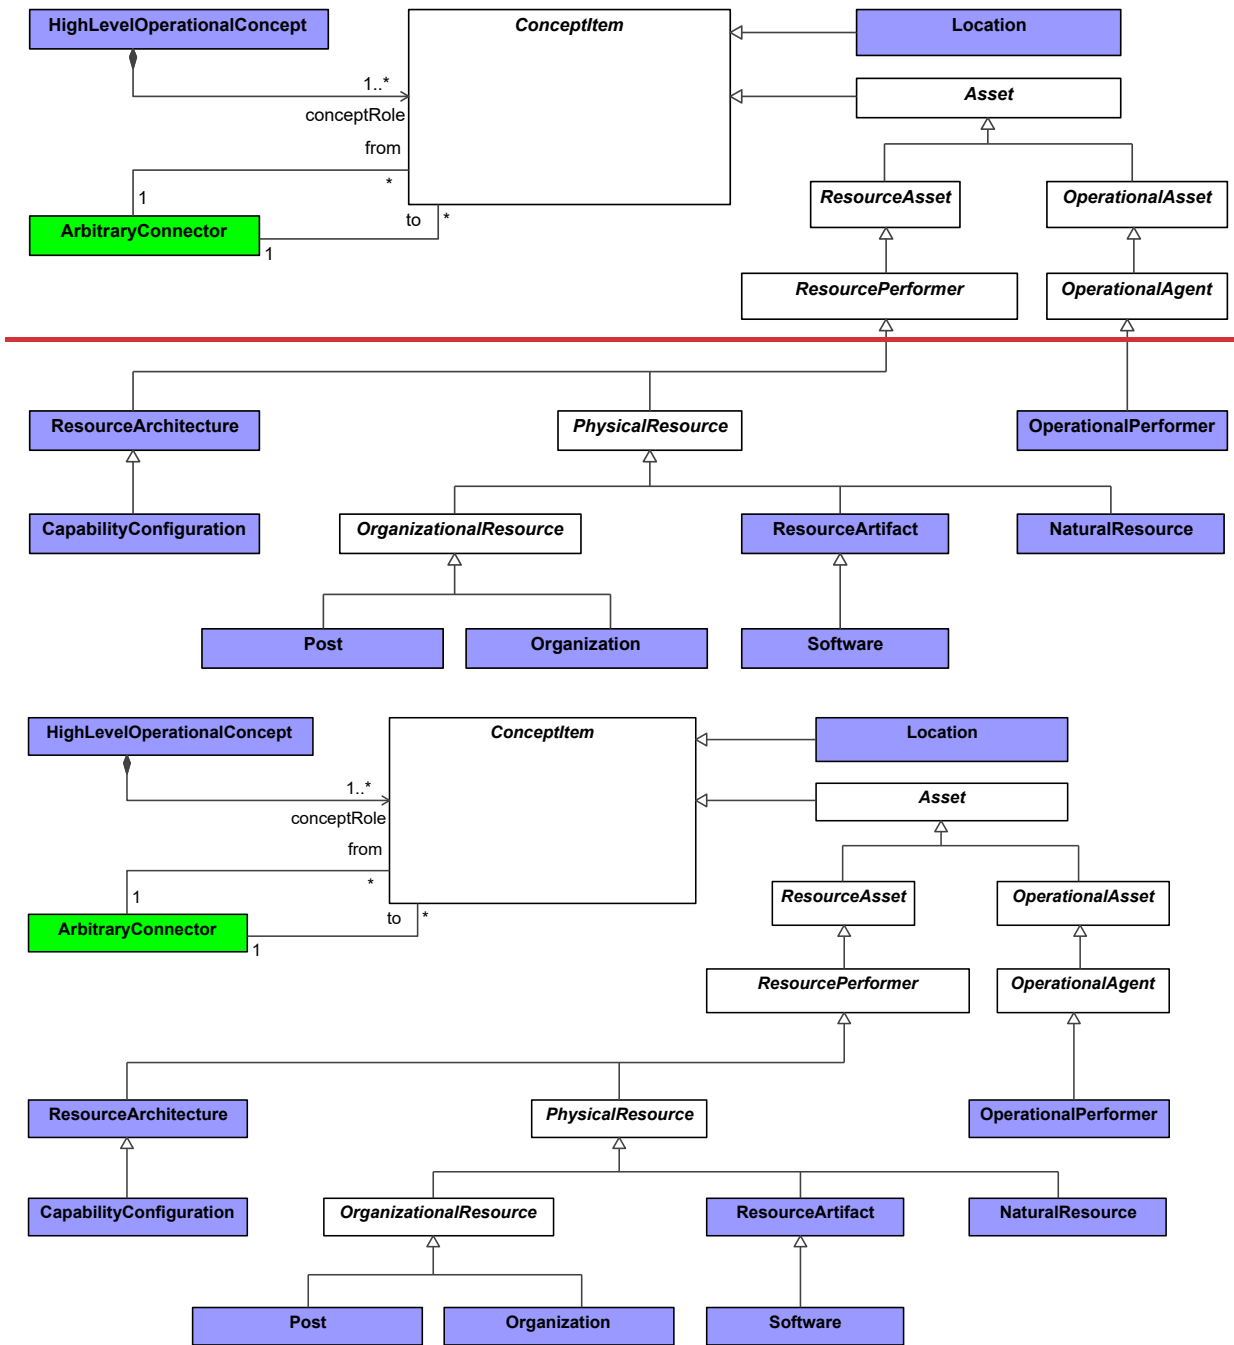 HighLevelOperationalConcept
ConceptItem
Location
1..*
conceptRole
Asset
from
*
1
ResourceAsset
OperationalAsset
to
*
ArbitraryConnector
1
ResourcePerformer
OperationalAgent
ResourceArchitecture
PhysicalResource
OperationalPerformer
CapabilityConfiguration
OrganizationalResource
ResourceArtifact
NaturalResource
Post
Organization
Software
HighLevelOperationalConcept
ConceptItem
Location
1..*
conceptRole
Asset
from
*
1
ResourceAsset
OperationalAsset
to
*
ArbitraryConnector
1
ResourcePerformer
OperationalAgent
ResourceArchitecture
PhysicalResource
OperationalPerformer
CapabilityConfiguration
OrganizationalResource
ResourceArtifact
NaturalResource
Post
Organization
Software